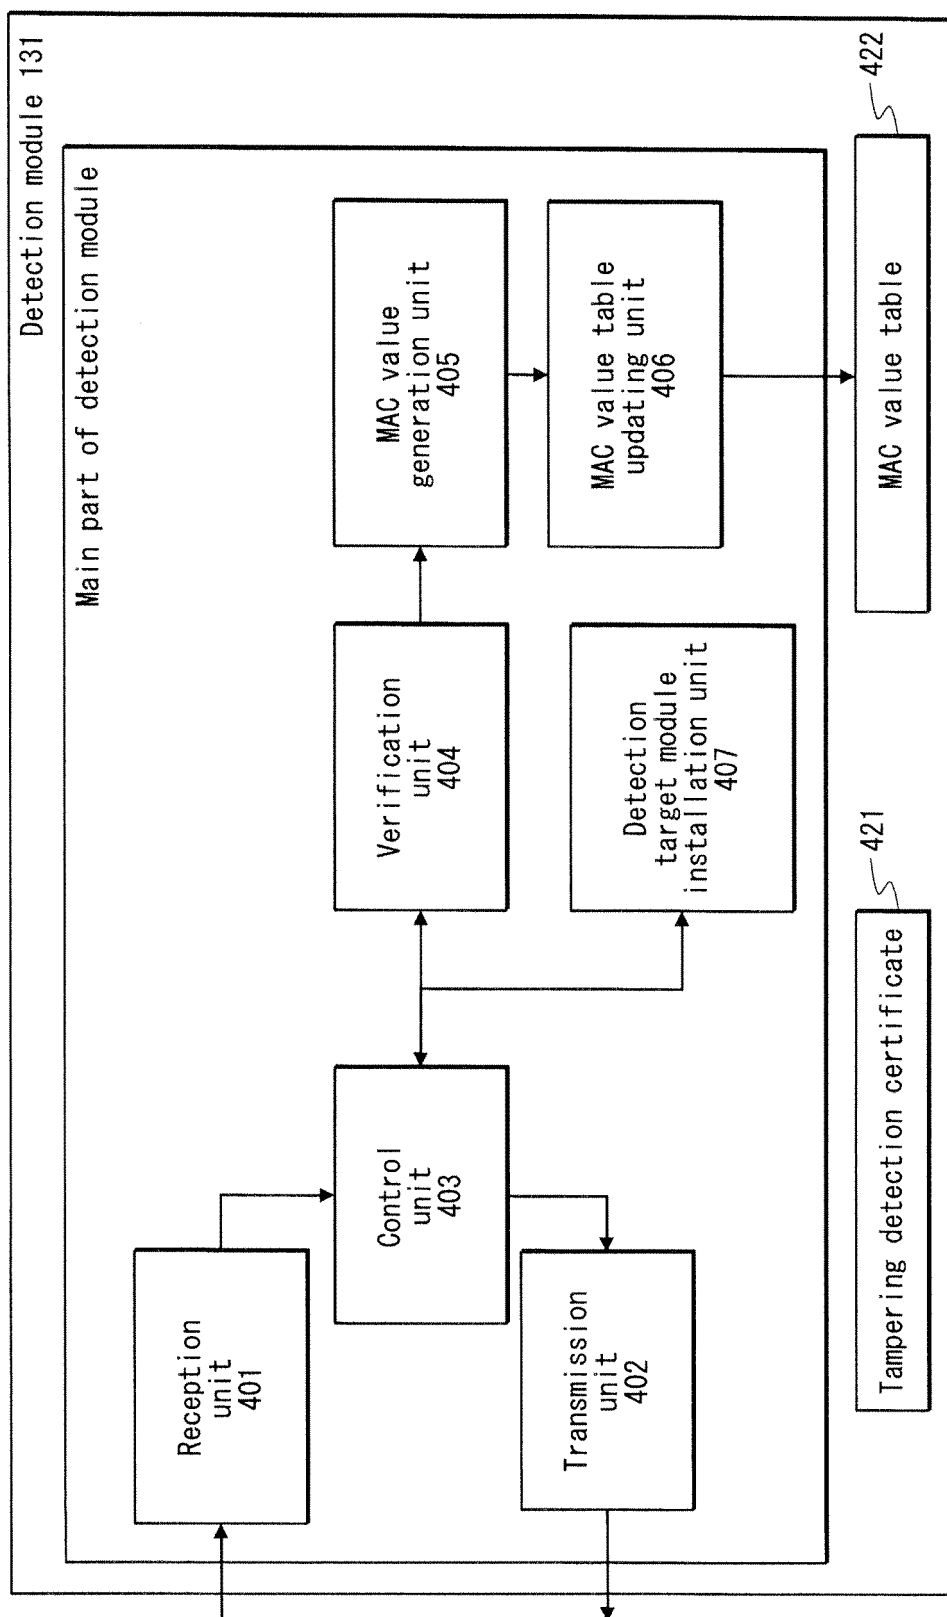 Detection module 131
Main part of detection module
Reception
unit
401
Control
unit
403
Transmission
unit
402
Verification
unit
404
MAC value
generation unit
405
Detection
target module
installation unit
407
MAC value table
updating unit
406
Tampering detection certificate
421
MAC value table
422